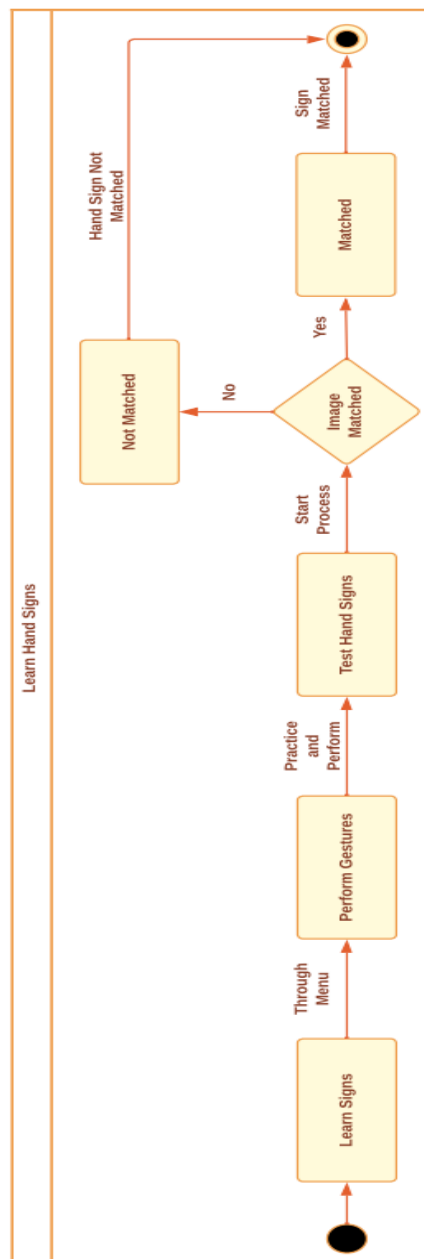 Learn Hand Signs
Learn Signs
Through
Menu
Perform Gestures
Practice
and
Perform
Test Hand Signs
Start
Process
Image
Matched
No
Not Matched
Hand Sign Not
Matched
Yes
Matched
Sign
Matched